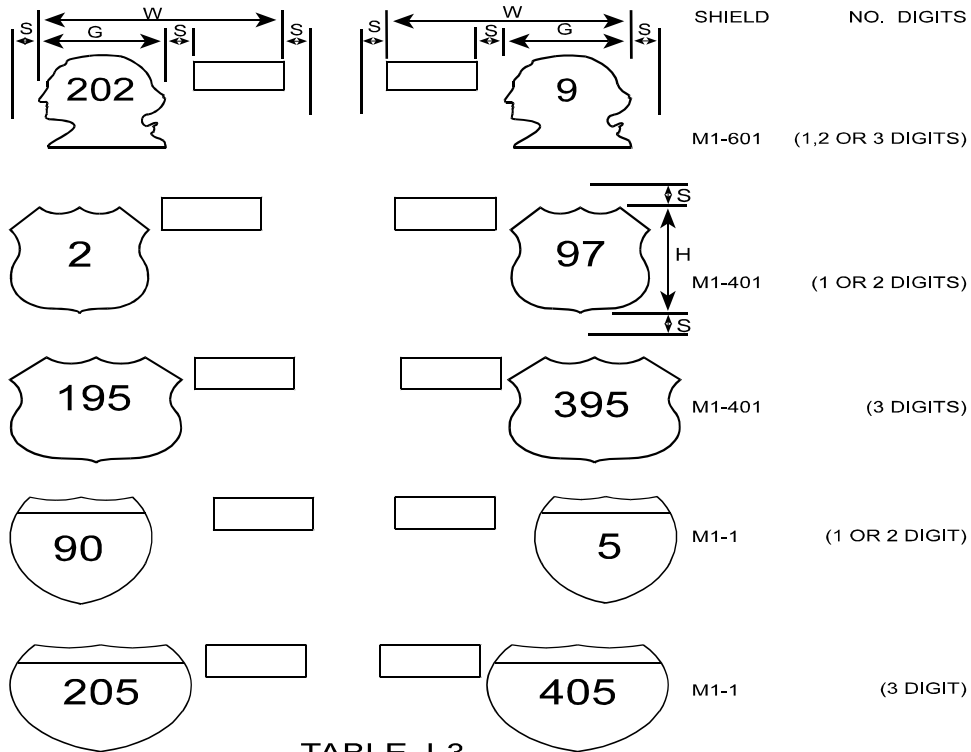 W W SHIELD NO. DIGITS
S S
G S S S G S
202 9
M1-601 (1,2 OR 3 DIGITS)
S
2 97 H
M1-401 (1 OR 2 DIGITS)
S
195 395 M1-401 (3 DIGITS)
90 5 M1-1 (1 OR 2 DIGIT)
205 405 M1-1 (3 DIGIT)